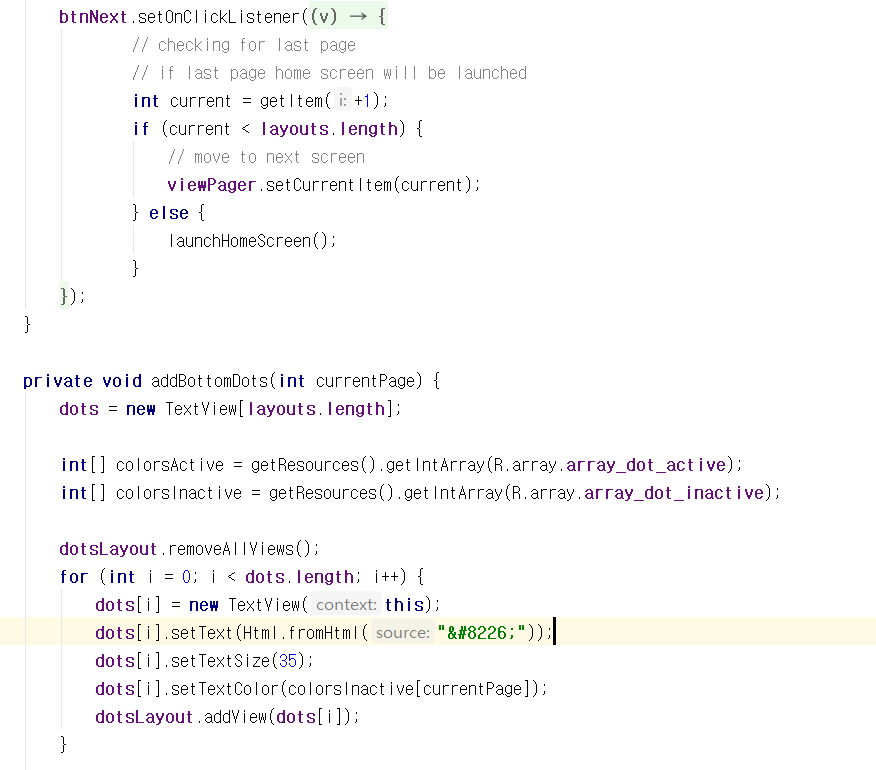 btnNext.setOnClickListener((v) → {
// checking for last page
// if last page home screen will be launched
int current = getItem( i: +1);
if (current < layouts.length) {
// move to next screen
viewPager.setCurrentItem(current);
} else {
launchHomeScreen();
}
});
}
private void addBottomDots(int currentPage) {
dots = new TextView[layouts.length];
int[] colorsActive = getResources().getIntArray(R.array.array_dot_active);
int[] colorsInactive = getResources().getIntArray(R.array.array_dot_inactive);
dotsLayout.removeAllViews();
for (int i = 0; i < dots.length; i++) {
dots[i] = new TextView( context: this);
dots[i].setText(Html.fromHtml( source: "&#8226;"));
dots[i].setTextSize(35);
dots[i].setTextColor(colorsInactive[currentPage]);
dotsLayout.addView(dots[i]);
}